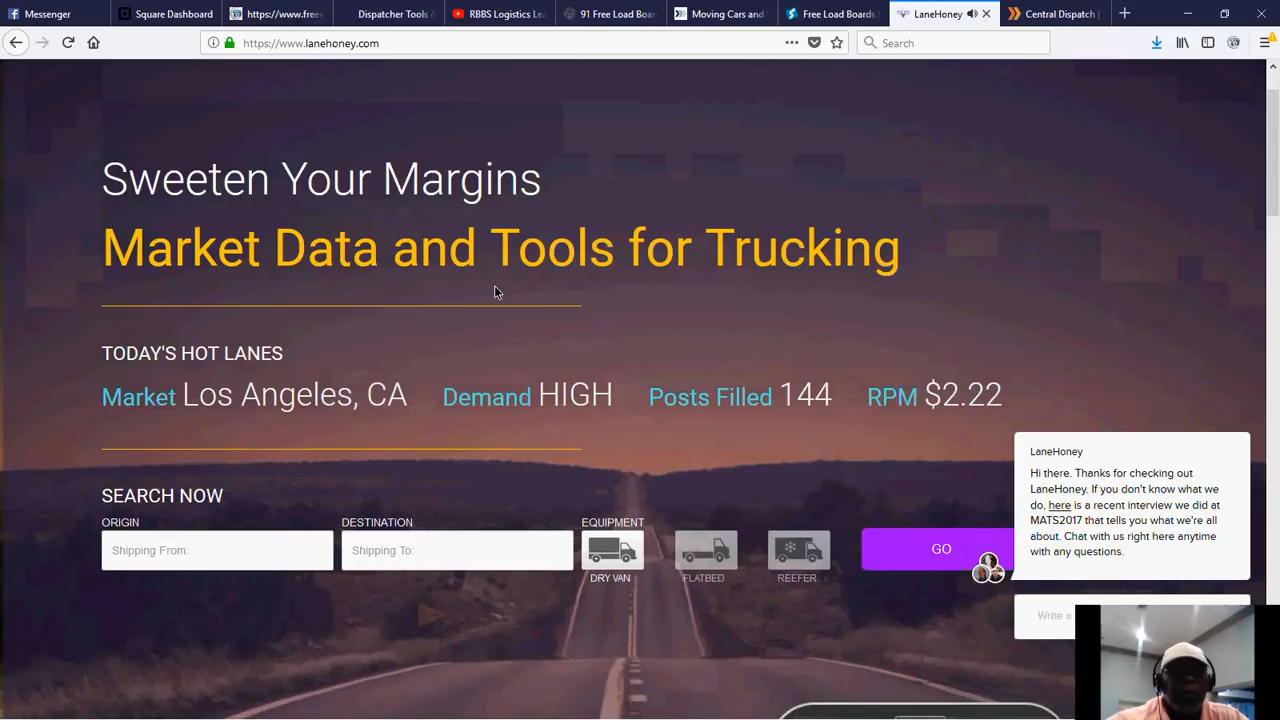 Messenger
Square Dashboard
https://www.free
Dispatcher Tools &
RBBS Logistics Le
91 Free Load Boar
Moving Cars and
Free Load Boards
LaneHoney
Central Dispatch |
https://www.lanehoney.com
Search
Sweeten Your Margins
Market Data and Tools for Trucking
TODAY'S HOT LANES
Market Los Angeles, CA Demand HIGH Posts Filled 144 RPM $2.22
SEARCH NOW
ORIGIN DESTINATION EQUIPMENT
Shipping From: Shipping To: GO
DRY VAN FLATBED REEFER
LaneHoney
Hi there. Thanks for checking out
LaneHoney. If you don't know what we
do, here is a recent interview we did at
MATS2017 that tells you what we're all
about. Chat with us right here anytime
with any questions.
Write a